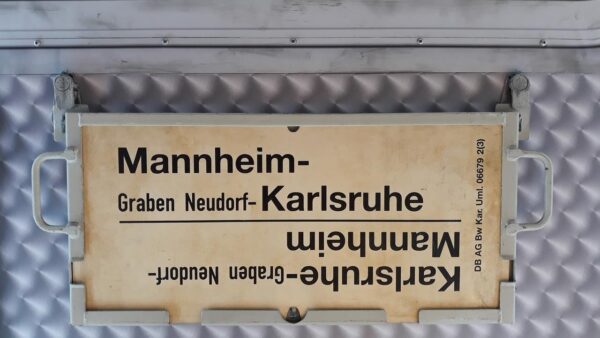 Mannheim-
Graben Neudorf-Karlsruhe
Karlsruhe-Graben Neudorf-
Mannheim
DB AG Bw Kar. Uml. 06679 2(3)